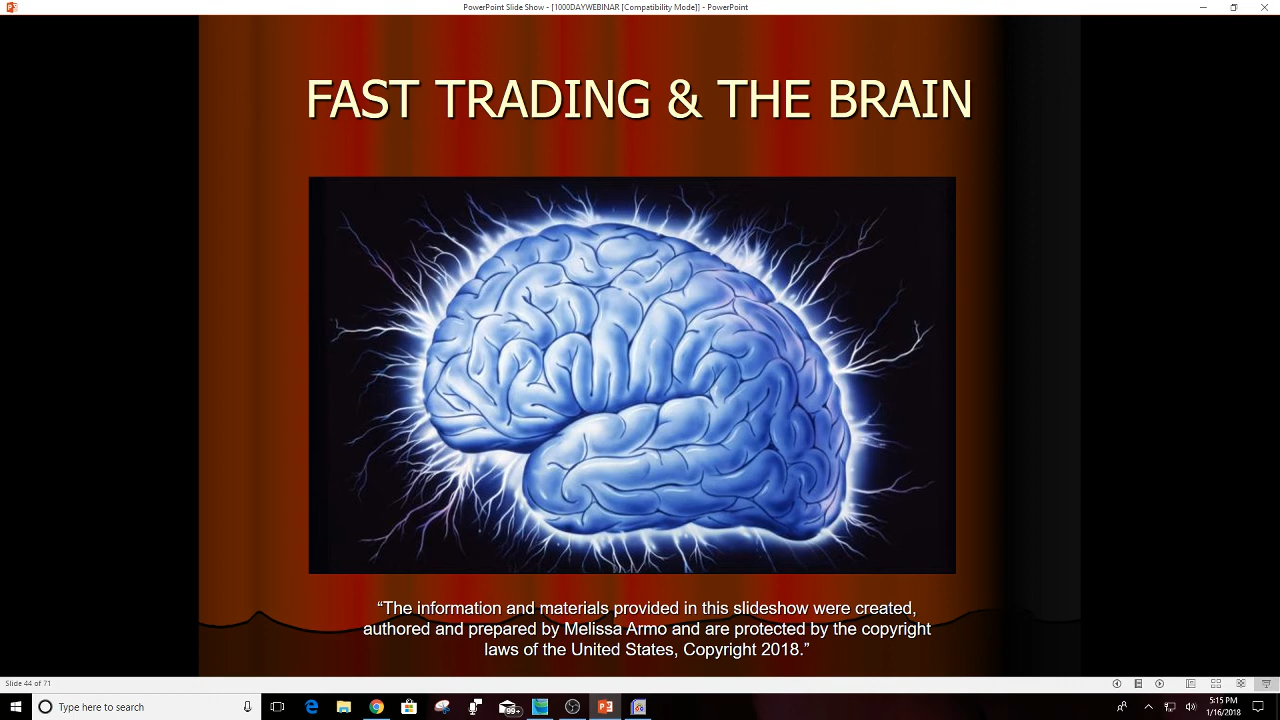 PowerPoint Slide Show - [1000DAYWEBINAR [Compatibility Mode]] - PowerPoint
FAST TRADING & THE BRAIN
“The information and materials provided in this slideshow were created,
authored and prepared by Melissa Armo and are protected by the copyright
laws of the United States, Copyright 2018.”
Slide 44 of 71
Type here to search
99+
5:15 PM
1/16/2018